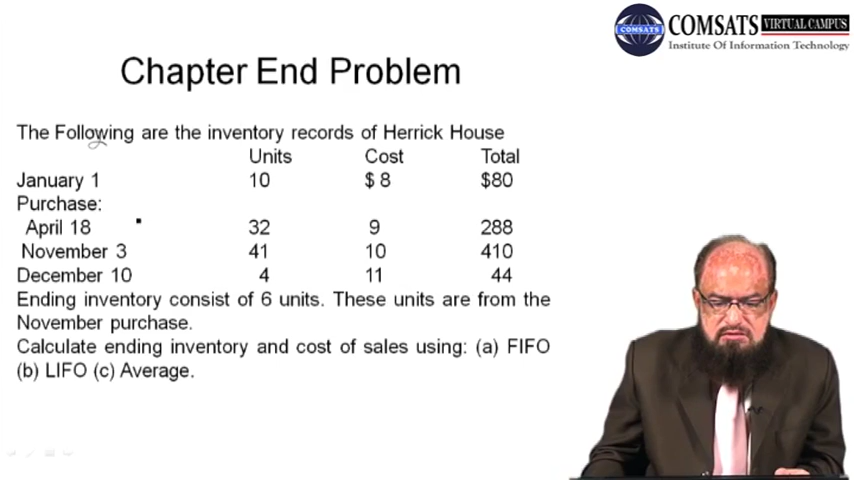 COMSATS
COMSATS VIRTUAL CAMPUS
Institute Of Information Technology
Chapter End Problem
The Following are the inventory records of Herrick House
Units Cost Total
January 1 10 $ 8 $80
Purchase:
April 18 32 9 288
November 3 41 10 410
December 10 4 11 44
Ending inventory consist of 6 units. These units are from the
November purchase.
Calculate ending inventory and cost of sales using: (a) FIFO
(b) LIFO (c) Average.